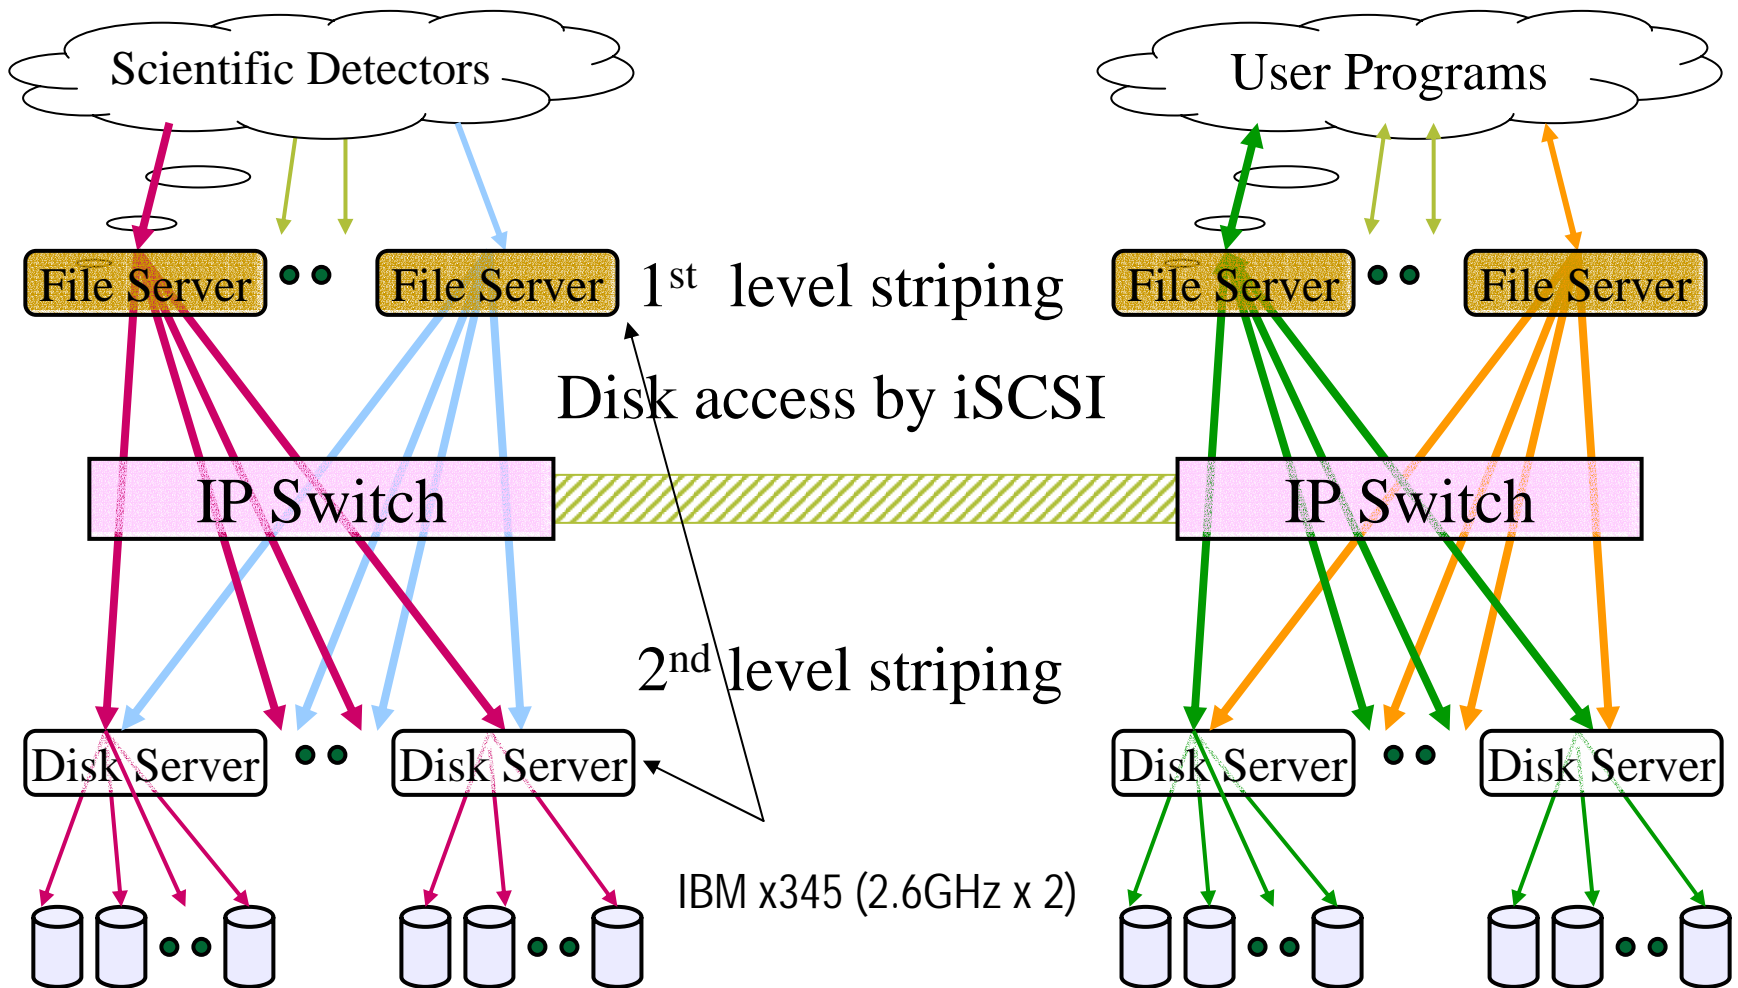 Scientific Detectors
User Programs
File Server
File Server
1st level striping
File Server
File Server
Disk access by iSCSI
IP Switch
IP Switch
2nd level striping
Disk Server
Disk Server
Disk Server
Disk Server
IBM x345 (2.6GHz x 2)